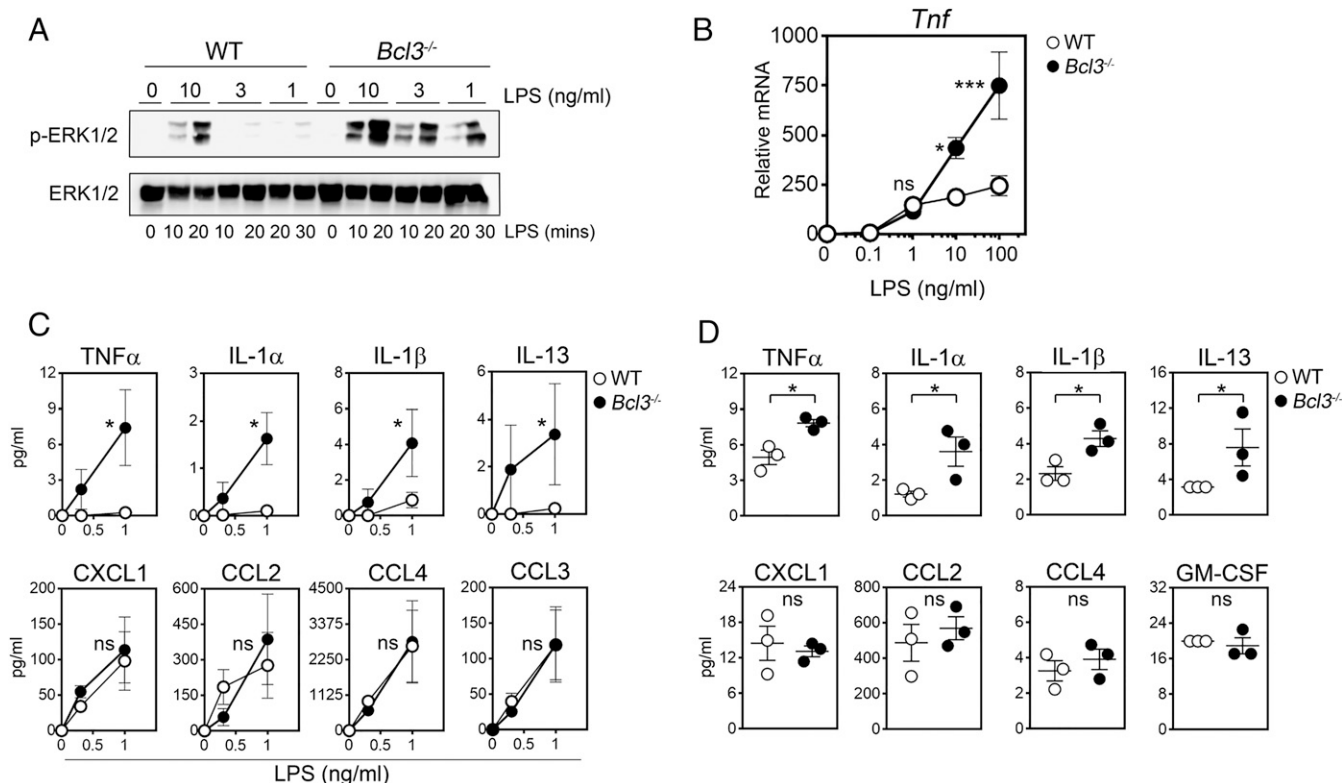 A
WT Bcl3-/-
0 10 3 1 0 10 3 1 LPS (ng/ml)
p-ERK1/2
ERK1/2
0 10 20 10 20 20 30 0 10 20 10 20 20 30 LPS (mins)
B
Tnf
WT
Bcl3-/-
Relative mRNA
1000
750
500
250
0
***
*
ns
0 0.1 1 10 100
LPS (ng/ml)
C
TNFα IL-1α IL-1β IL-13
WT
Bcl3-/-
pg/ml
12 9 6 3 0
3 2 1 0
8 6 4 2 0
6 4 2 0
* * * *
0 0.5 1 0 0.5 1 0 0.5 1 0 0.5 1
CXCL1 CCL2 CCL4 CCL3
pg/ml
200 150 100 50 0
600 450 300 150 0
4500 3375 2250 1125 0
200 150 100 50 0
ns ns ns ns
0 0.5 1 0 0.5 1 0 0.5 1 0 0.5 1
LPS (ng/ml)
D
TNFα IL-1α IL-1β IL-13
WT
Bcl3-/-
pg/ml
12 9 6 3 0
8 6 4 2 0
8 6 4 2 0
16 12 8 4 0
* * * *
CXCL1 CCL2 CCL4 GM-CSF
pg/ml
24 18 12 6 0
800 600 400 200 0
8 6 4 2 0
32 24 16 8 0
ns ns ns ns